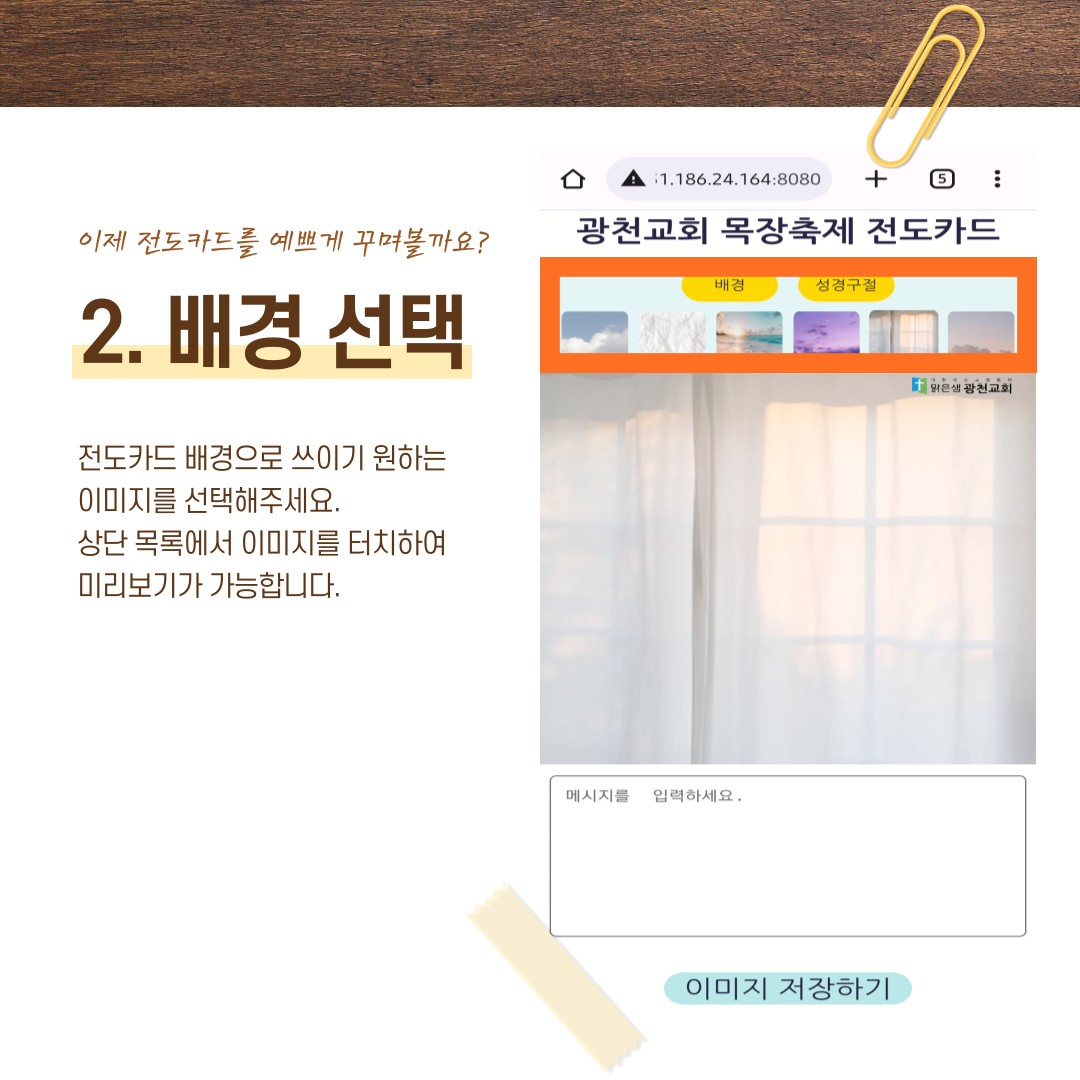 이제 전도카드를 예쁘게 꾸며볼까요?
2. 배경 선택
전도카드 배경으로 쓰이기 원하는
이미지를 선택해주세요.
상단 목록에서 이미지를 터치하여
미리보기가 가능합니다.
1.186.24.164:8080
5
광천교회 목장축제 전도카드
배경
성경구절
맑은샘 광천교회
메시지를 입력하세요.
이미지 저장하기